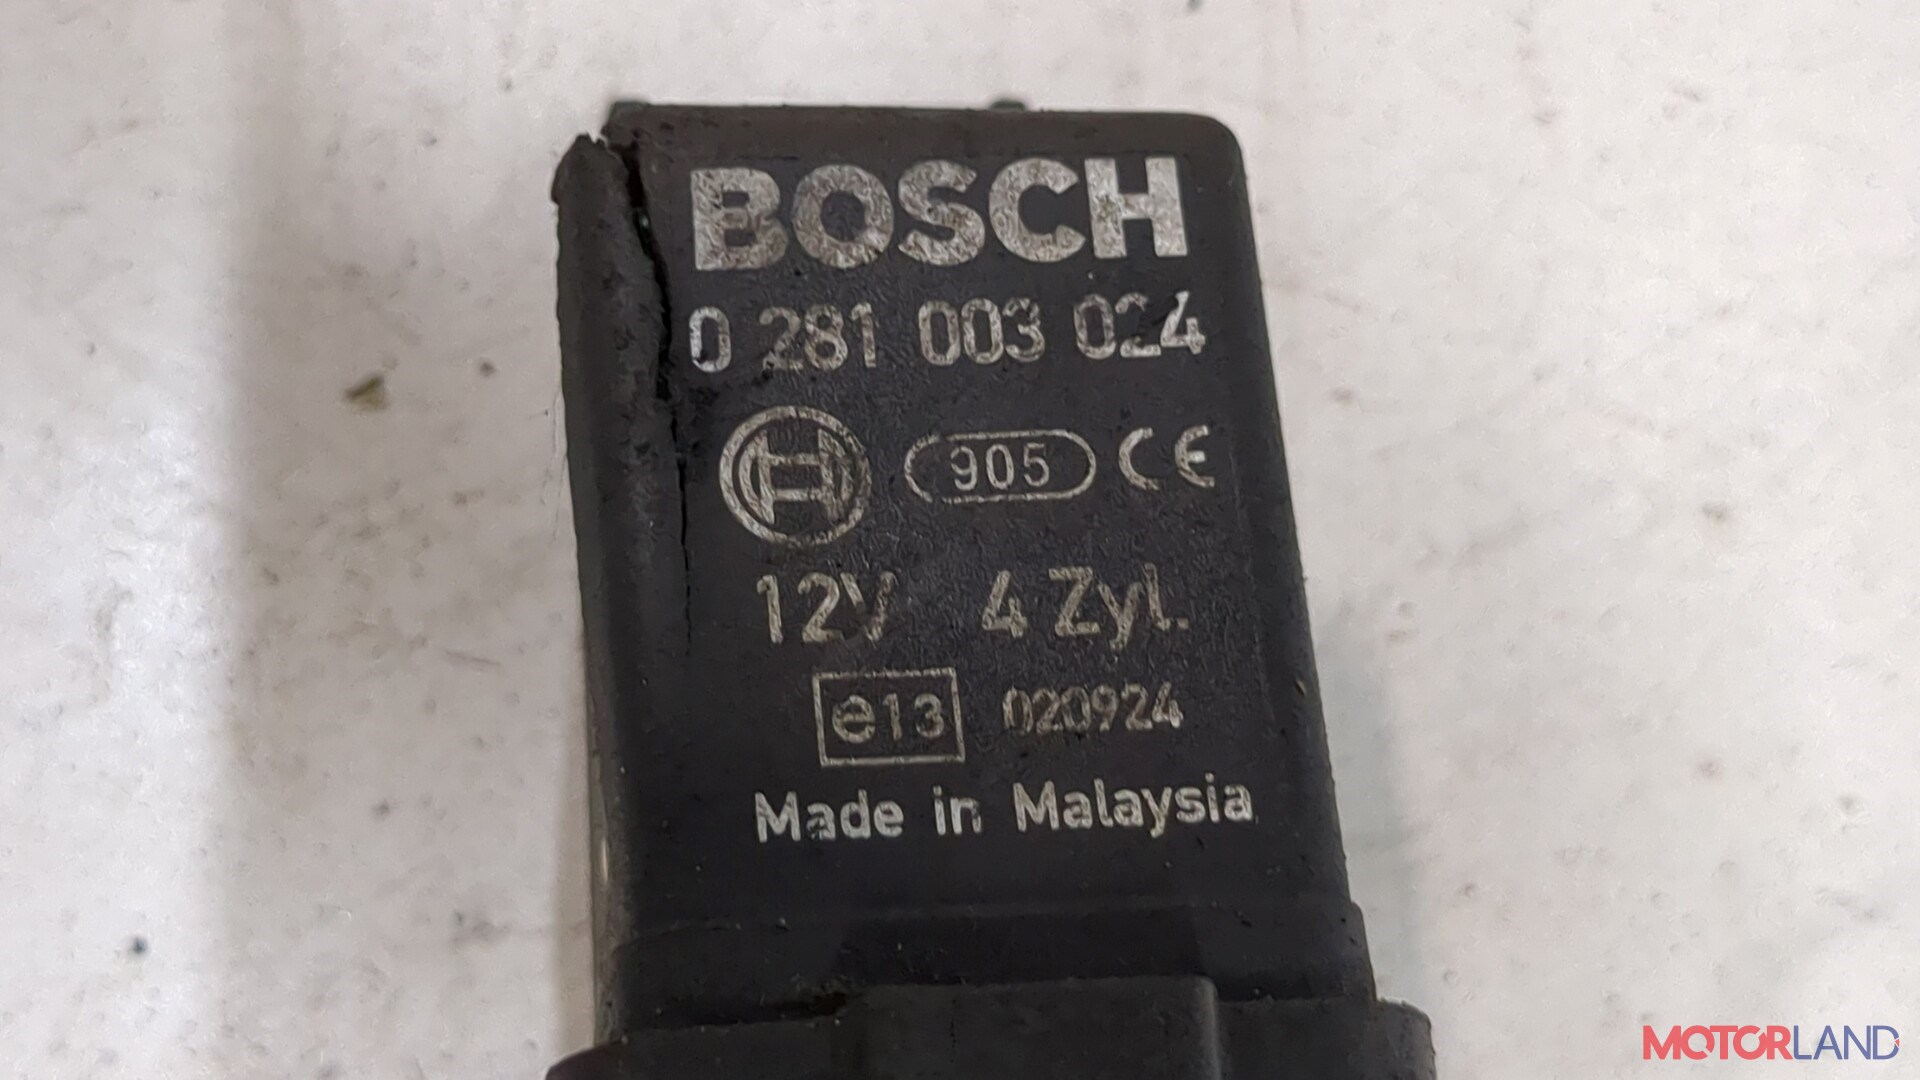 BOSCH
0 281 003 024
905 CE
12V 4 Zyl.
e13 020924
Made in Malaysia
MOTORLAND